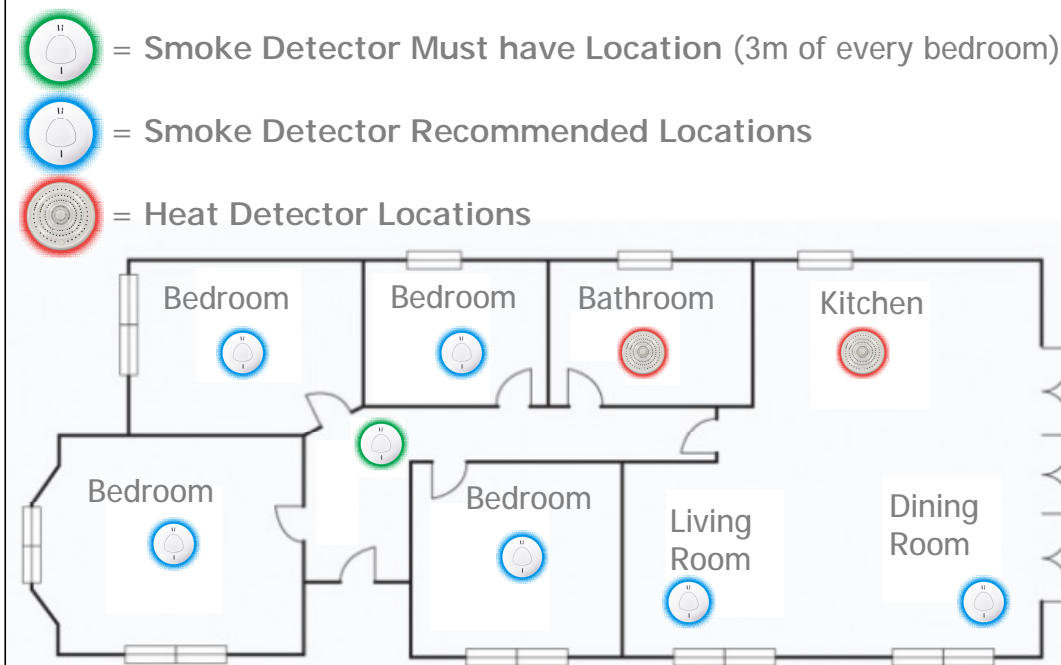 = Smoke Detector Must have Location (3m of every bedroom)
= Smoke Detector Recommended Locations
= Heat Detector Locations
Bedroom
Bedroom
Bathroom
Kitchen
Bedroom
Bedroom
Living
Room
Dining
Room